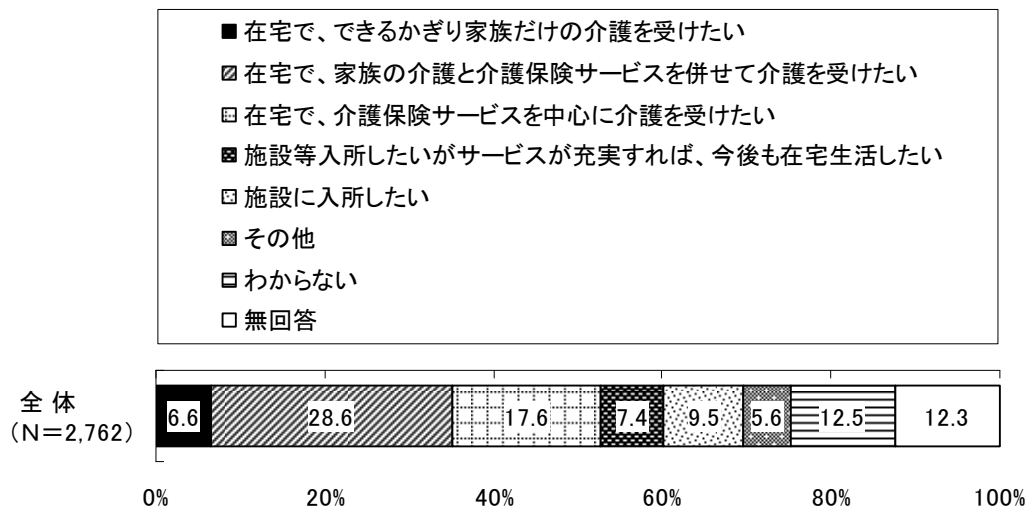 在宅で、できるかぎり家族だけの介護を受けたい
在宅で、家族の介護と介護保険サービスを併せて介護を受けたい
在宅で、介護保険サービスを中心に介護を受けたい
施設等入所したいがサービスが充実すれば、今後も在宅生活したい
施設に入所したい
その他
わからない
無回答
全 体
（N＝2,762）
6.6 28.6 17.6 7.4 9.5 5.6 12.5 12.3
0% 20% 40% 60% 80% 100%